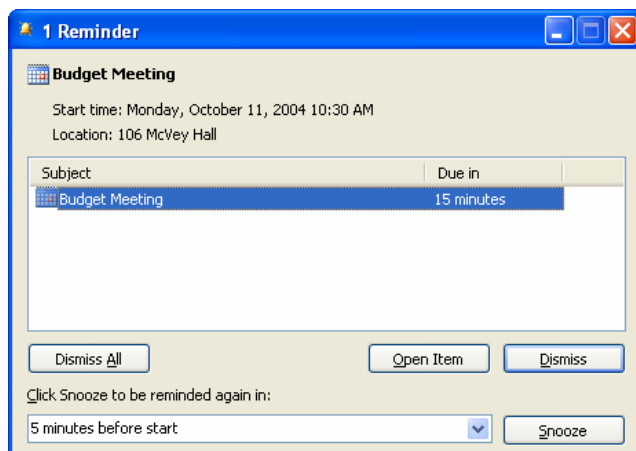 1 Reminder
Budget Meeting
Start time: Monday, October 11, 2004 10:30 AM
Location: 106 McVey Hall
Subject Due in
Budget Meeting 15 minutes
Dismiss All Open Item Dismiss
Click Snooze to be reminded again in:
5 minutes before start Snooze